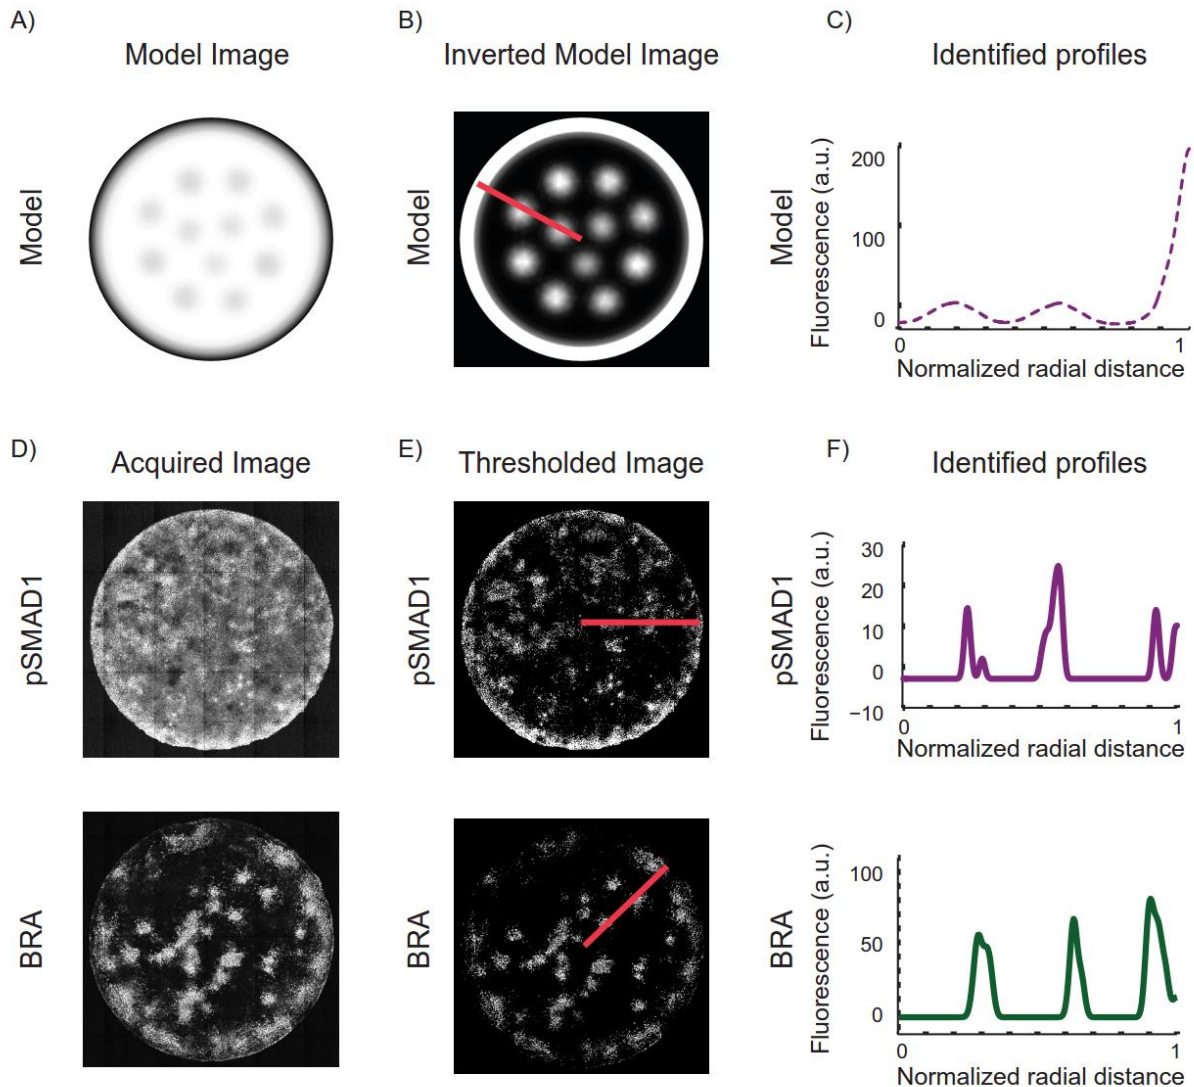 A)
Model Image
Model
B)
Inverted Model Image
Model
C)
Identified profiles
Model
Fluorescence (a.u.)
200
100
0
0
1
Normalized radial distance
D)
Acquired Image
pSMAD1
BRA
E)
Thresholded Image
pSMAD1
BRA
F)
Identified profiles
pSMAD1
Fluorescence (a.u.)
30
20
10
0
−10
0
1
Normalized radial distance
BRA
Fluorescence (a.u.)
100
50
0
0
1
Normalized radial distance